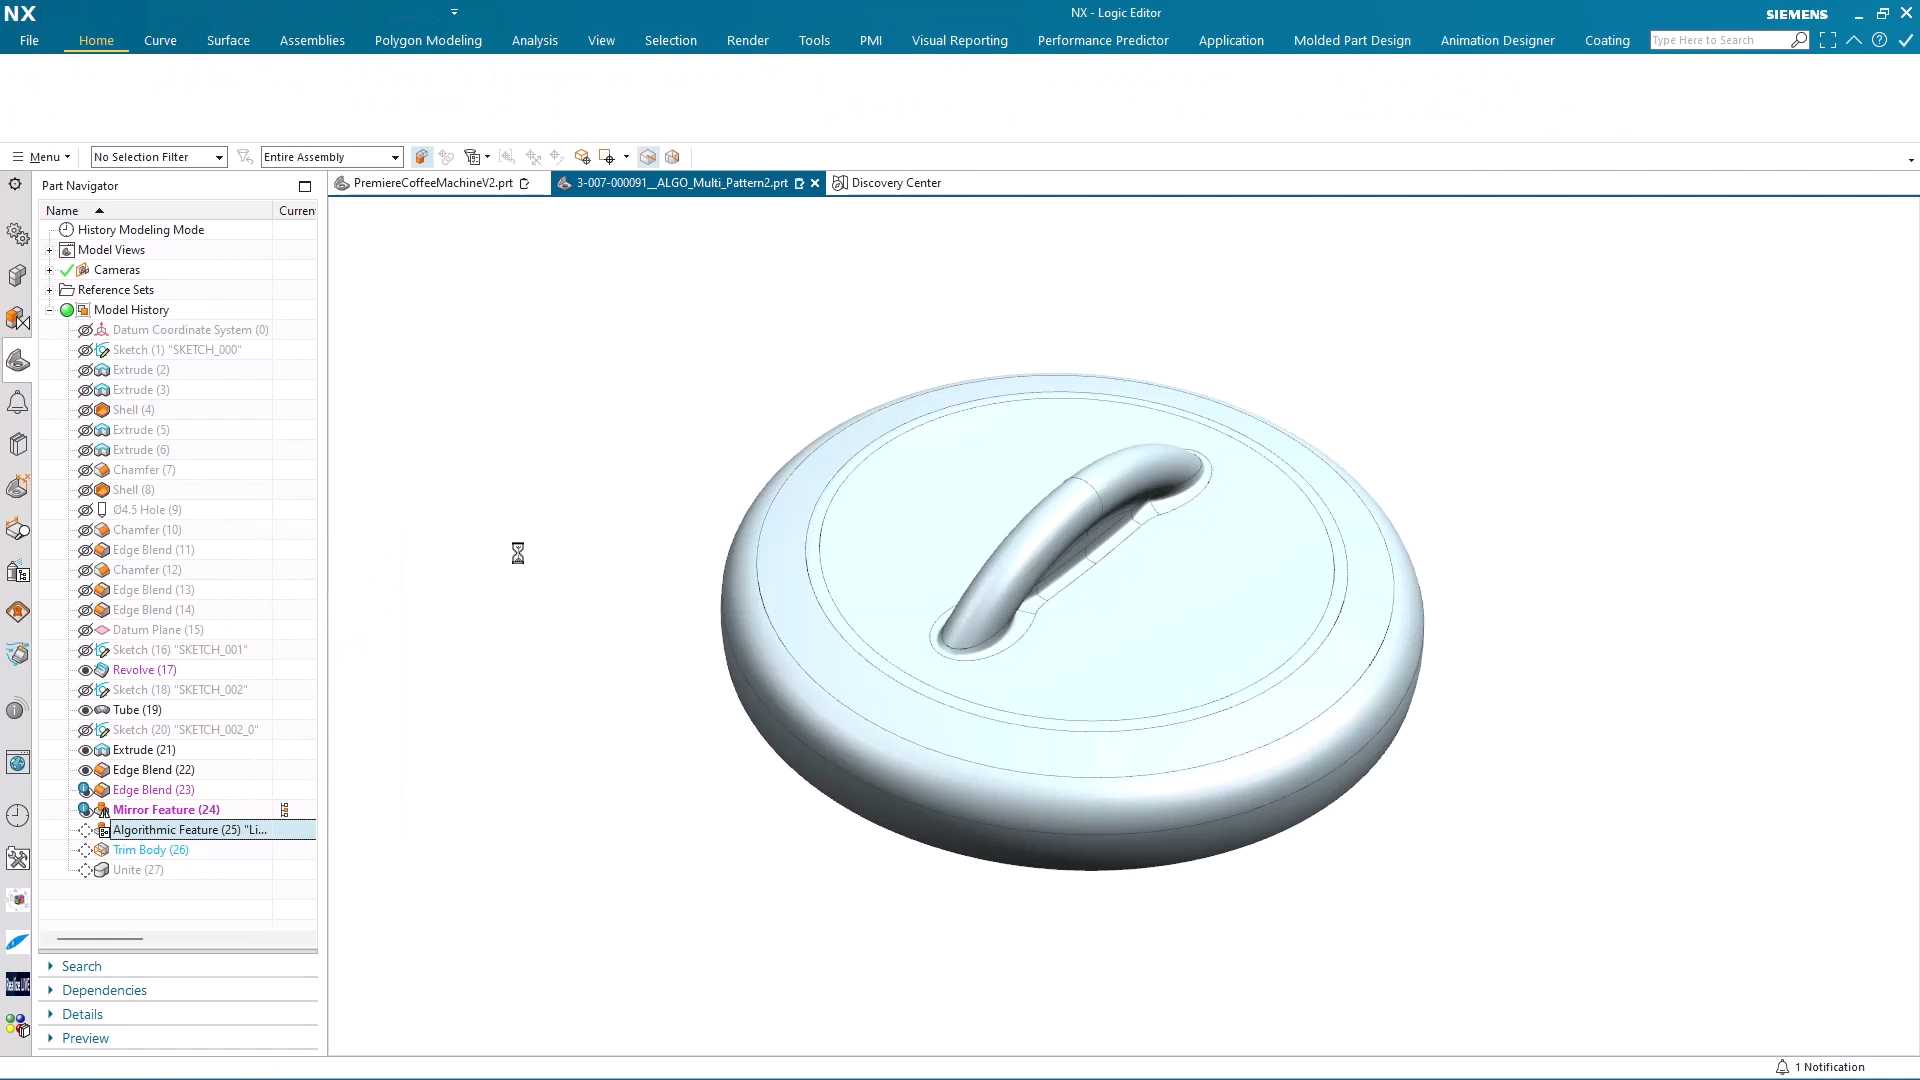 NX
NX - Logic Editor
SIEMENS
File
Home
Curve
Surface
Assemblies
Polygon Modeling
Analysis
View
Selection
Render
Tools
PMI
Visual Reporting
Performance Predictor
Application
Molded Part Design
Animation Designer
Coating
Type Here to Search
Menu
No Selection Filter
Entire Assembly
Part Navigator
PremiereCoffeeMachineV2.prt
3-007-000091__ALGO_Multi_Pattern2.prt
Discovery Center
Name
Curren
History Modeling Mode
Model Views
Cameras
Reference Sets
Model History
Datum Coordinate System (0)
Sketch (1) "SKETCH_000"
Extrude (2)
Extrude (3)
Shell (4)
Extrude (5)
Extrude (6)
Chamfer (7)
Shell (8)
Ø4.5 Hole (9)
Chamfer (10)
Edge Blend (11)
Chamfer (12)
Edge Blend (13)
Edge Blend (14)
Datum Plane (15)
Sketch (16) "SKETCH_001"
Revolve (17)
Sketch (18) "SKETCH_002"
Tube (19)
Sketch (20) "SKETCH_002_0"
Extrude (21)
Edge Blend (22)
Edge Blend (23)
Mirror Feature (24)
Algorithmic Feature (25) "Li...
Trim Body (26)
Unite (27)
Search
Dependencies
Details
Preview
1 Notification